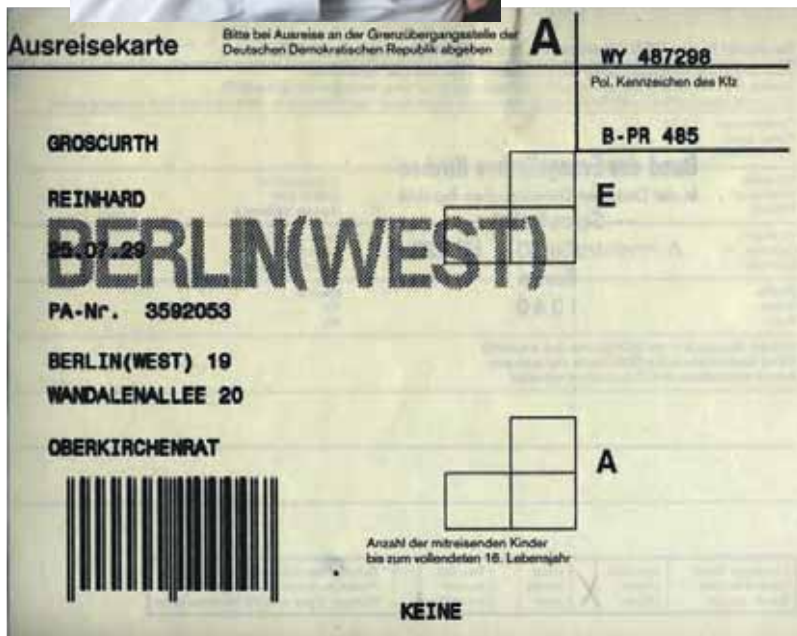 Ausreisekarte
Bitte bei Ausreise an der Grenzübergangsstelle der
Deutschen Demokratischen Republik abgeben
A
WY 487298
Pol. Kennzeichen des Kfz
B-PR 485
GROSCURTH
REINHARD
E
25.07.29
BERLIN(WEST)
PA-Nr. 3592053
BERLIN(WEST) 19
WANDALENALLEE 20
OBERKIRCHENRAT
A
Anzahl der mitreisenden Kinder
bis zum vollendeten 16. Lebensjahr
KEINE